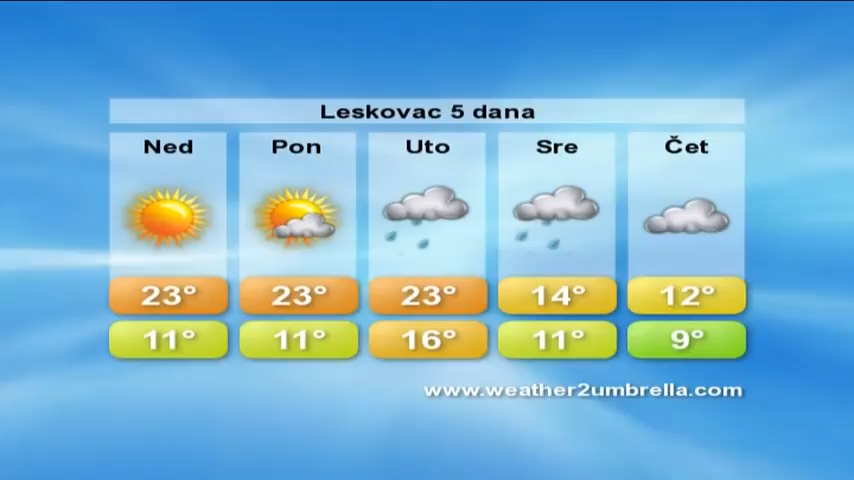 Leskovac 5 dana
Ned Pon Uto Sre Čet
23° 23° 23° 14° 12°
11° 11° 16° 11° 9°
www.weather2umbrella.com